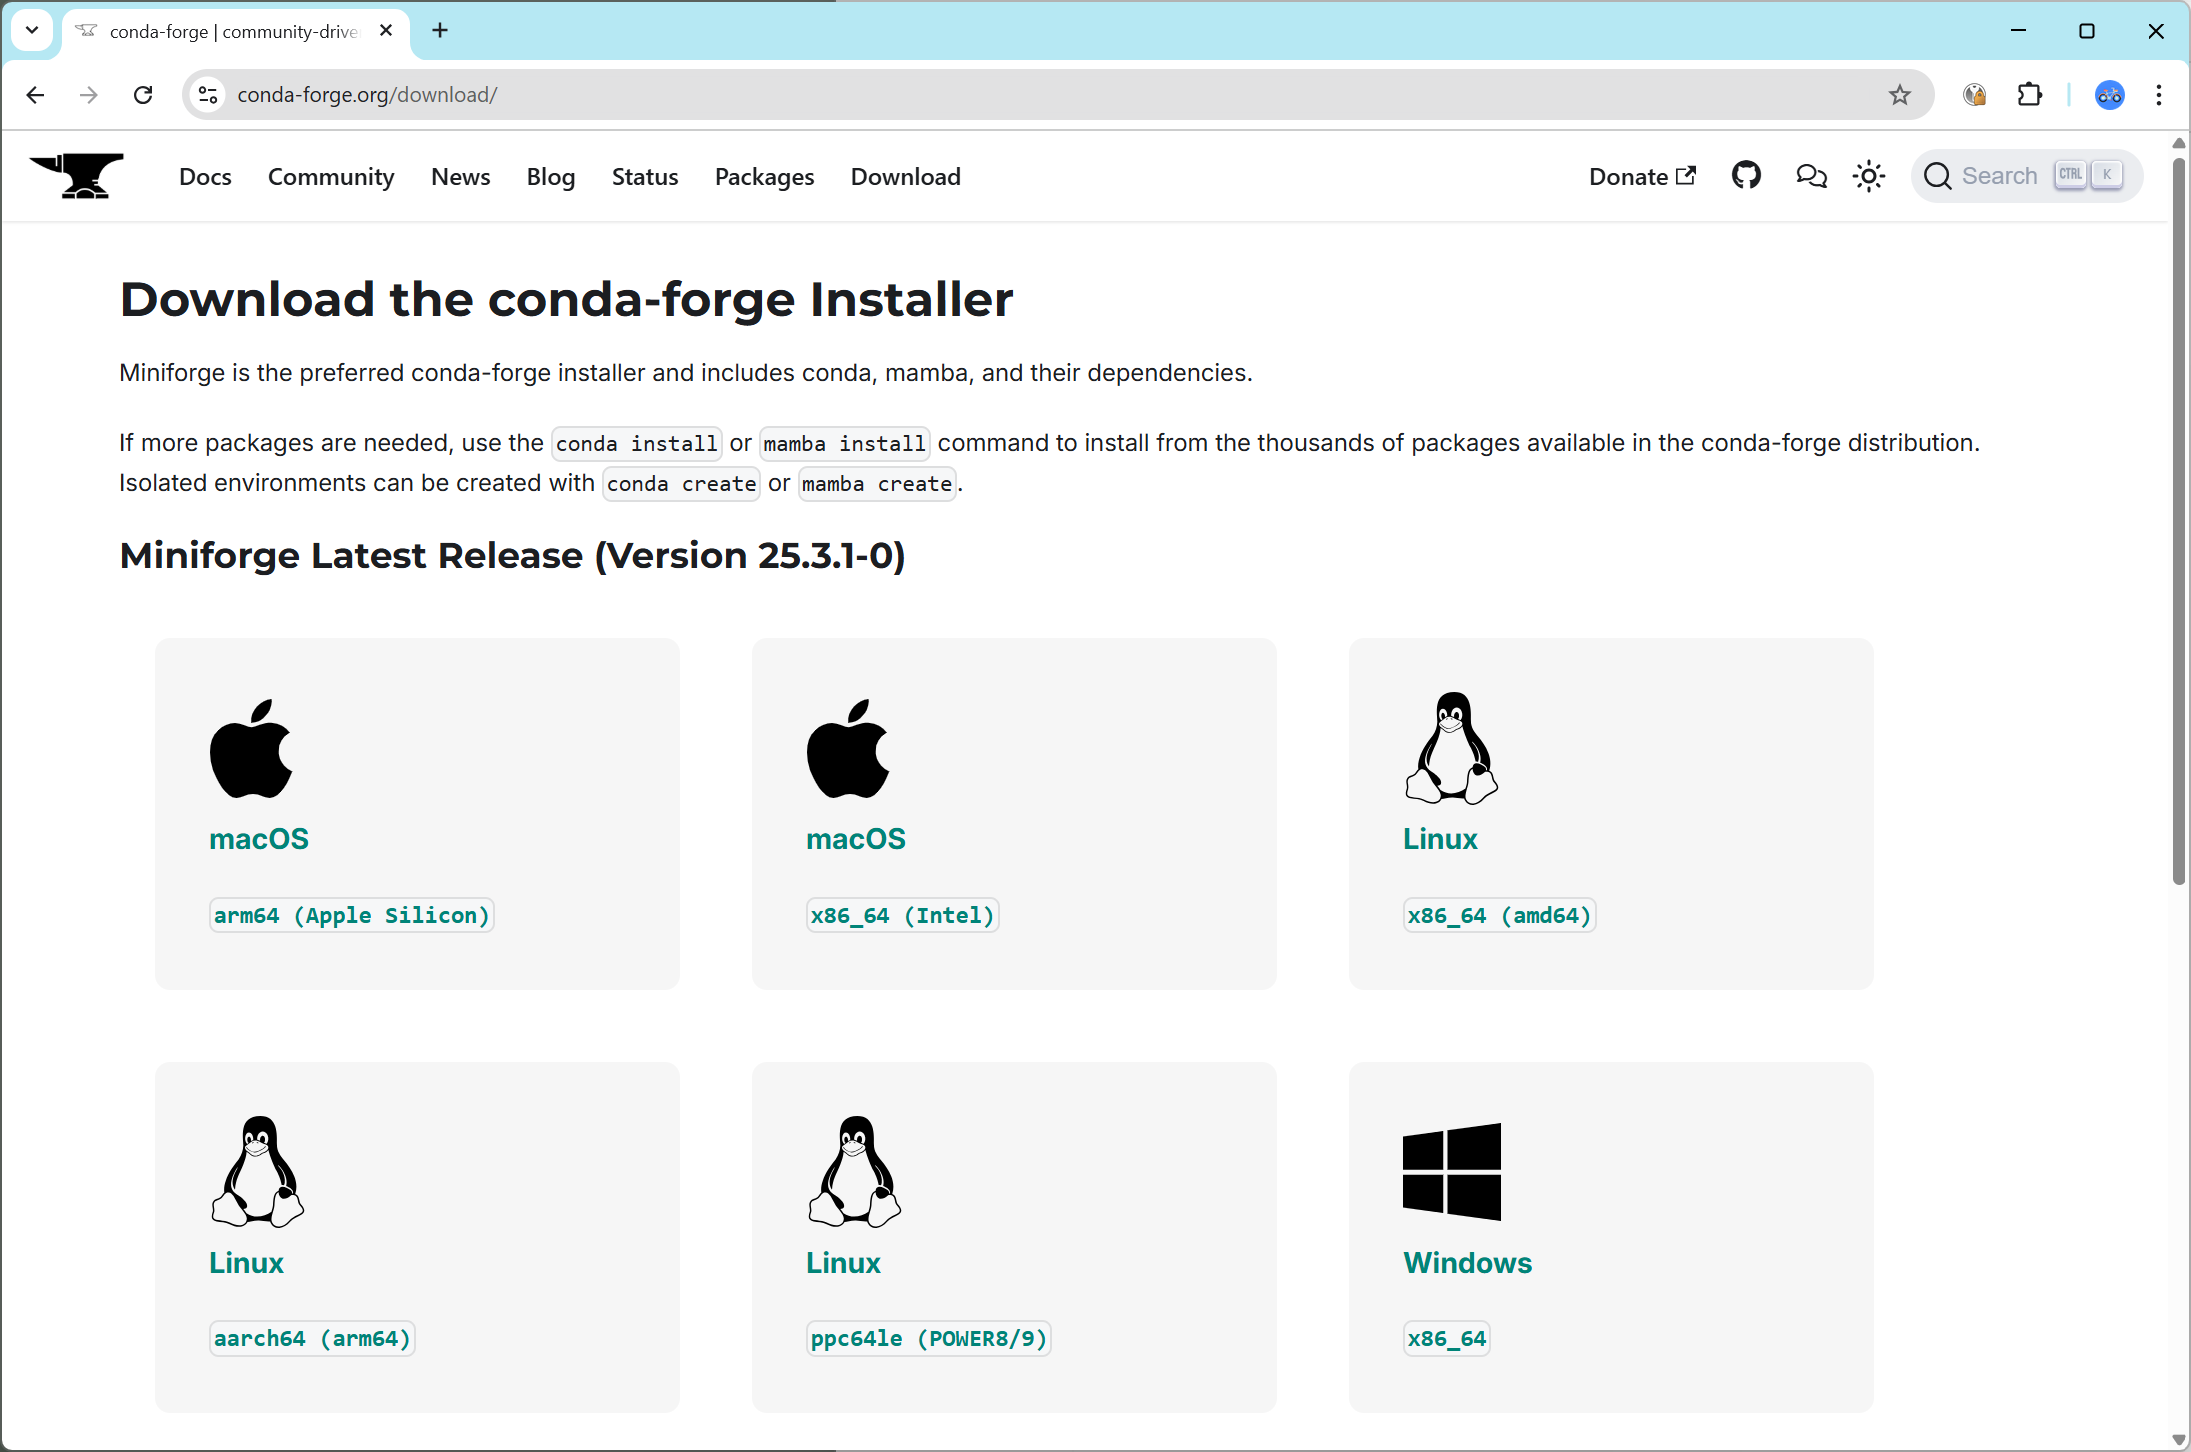 conda-forge | community-drive
conda-forge.org/download/
Docs Community News Blog Status Packages Download Donate Search CTRL K
Download the conda-forge Installer
Miniforge is the preferred conda-forge installer and includes conda, mamba, and their dependencies.
If more packages are needed, use the conda install or mamba install command to install from the thousands of packages available in the conda-forge distribution.
Isolated environments can be created with conda create or mamba create.
Miniforge Latest Release (Version 25.3.1-0)
macOS macOS Linux
arm64 (Apple Silicon) x86_64 (Intel) x86_64 (amd64)
Linux Linux Windows
aarch64 (arm64) ppc64le (POWER8/9) x86_64